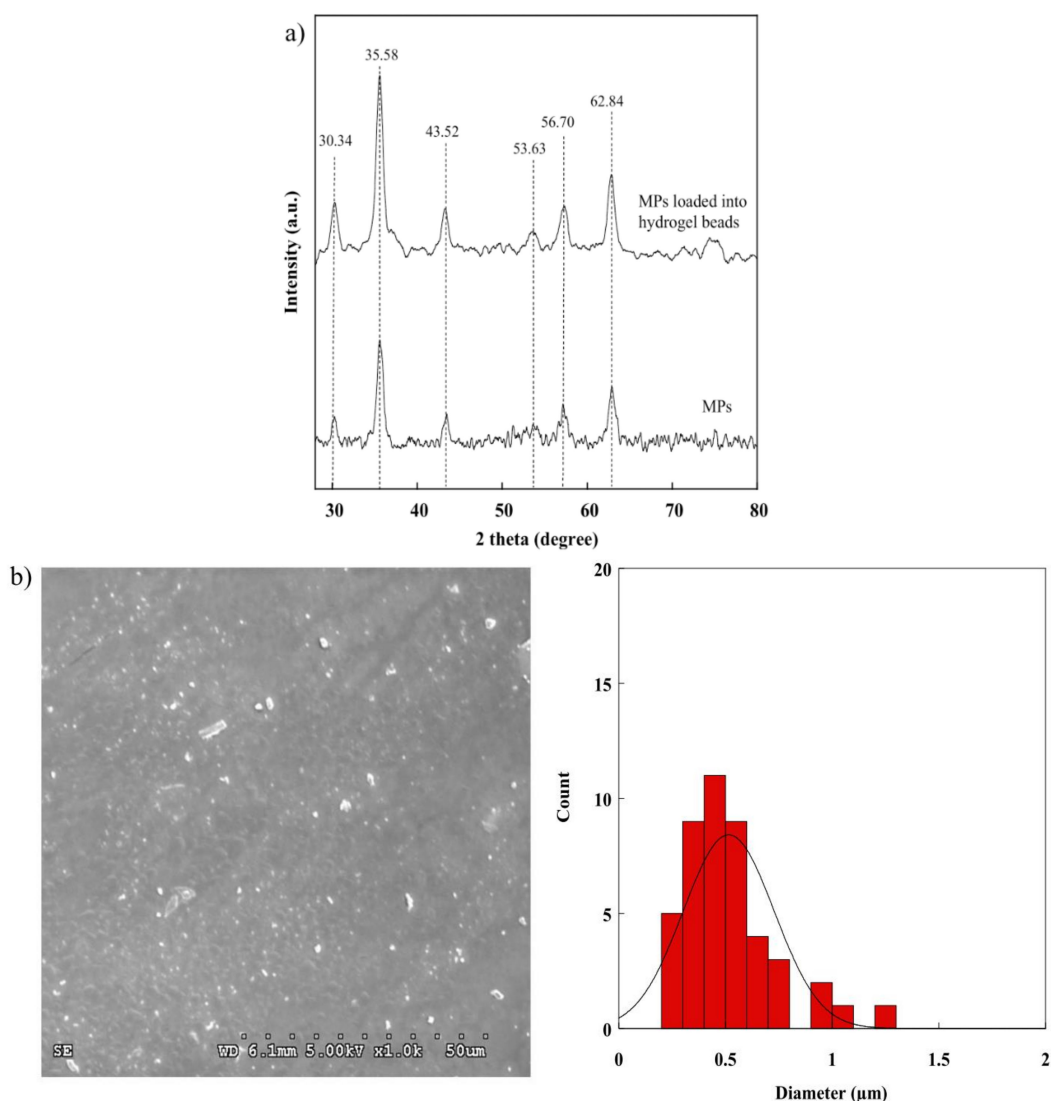 a)
35.58
62.84
56.70
43.52
30.34
53.63
MPs loaded into
hydrogel beads
Intensity (a.u.)
MPs
30
40
50
60
70
80
2 theta (degree)
b)
SE
WD 6.1mm 5.00kV x1.0k 50um
20
15
10
5
0
Count
0
0.5
1
1.5
2
Diameter (µm)